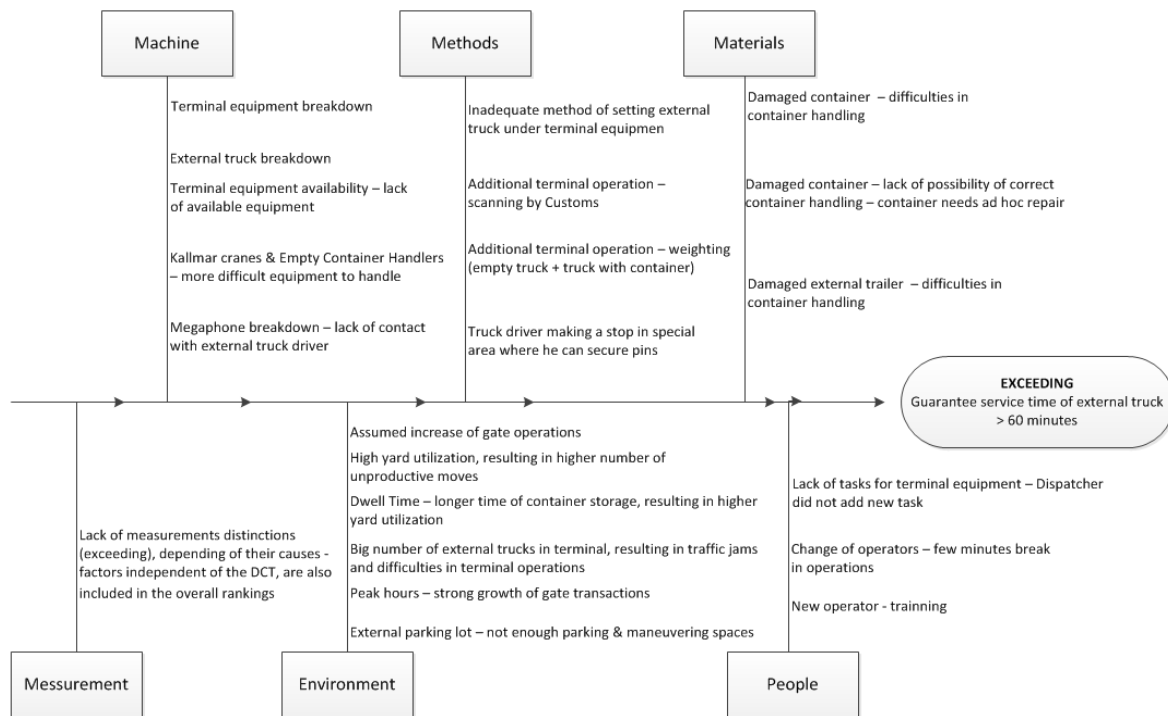 Machine
Methods
Materials
Terminal equipment breakdown
External truck breakdown
Terminal equipment availability – lack
of available equipment
Kallmar cranes & Empty Container Handlers
– more difficult equipment to handle
Megaphone breakdown – lack of contact
with external truck driver
Inadequate method of setting external
truck under terminal equipmen
Additional terminal operation –
scanning by Customs
Additional terminal operation – weighting
(empty truck + truck with container)
Truck driver making a stop in special
area where he can secure pins
Damaged container – difficulties in
container handling
Damaged container – lack of possibility of correct
container handling – container needs ad hoc repair
Damaged external trailer – difficulties in
container handling
EXCEEDING
Guarantee service time of external truck
> 60 minutes
Lack of measurements distinctions
(exceeding), depending of their causes -
factors independent of the DCT, are also
included in the overall rankings
Assumed increase of gate operations
High yard utilization, resulting in higher number of
unproductive moves
Dwell Time – longer time of container storage, resulting in higher
yard utilization
Big number of external trucks in terminal, resulting in traffic jams
and difficulties in terminal operations
Peak hours – strong growth of gate transactions
External parking lot – not enough parking & maneuvering spaces
Lack of tasks for terminal equipment – Dispatcher
did not add new task
Change of operators – few minutes break
in operations
New operator - trainning
Messurement
Environment
People